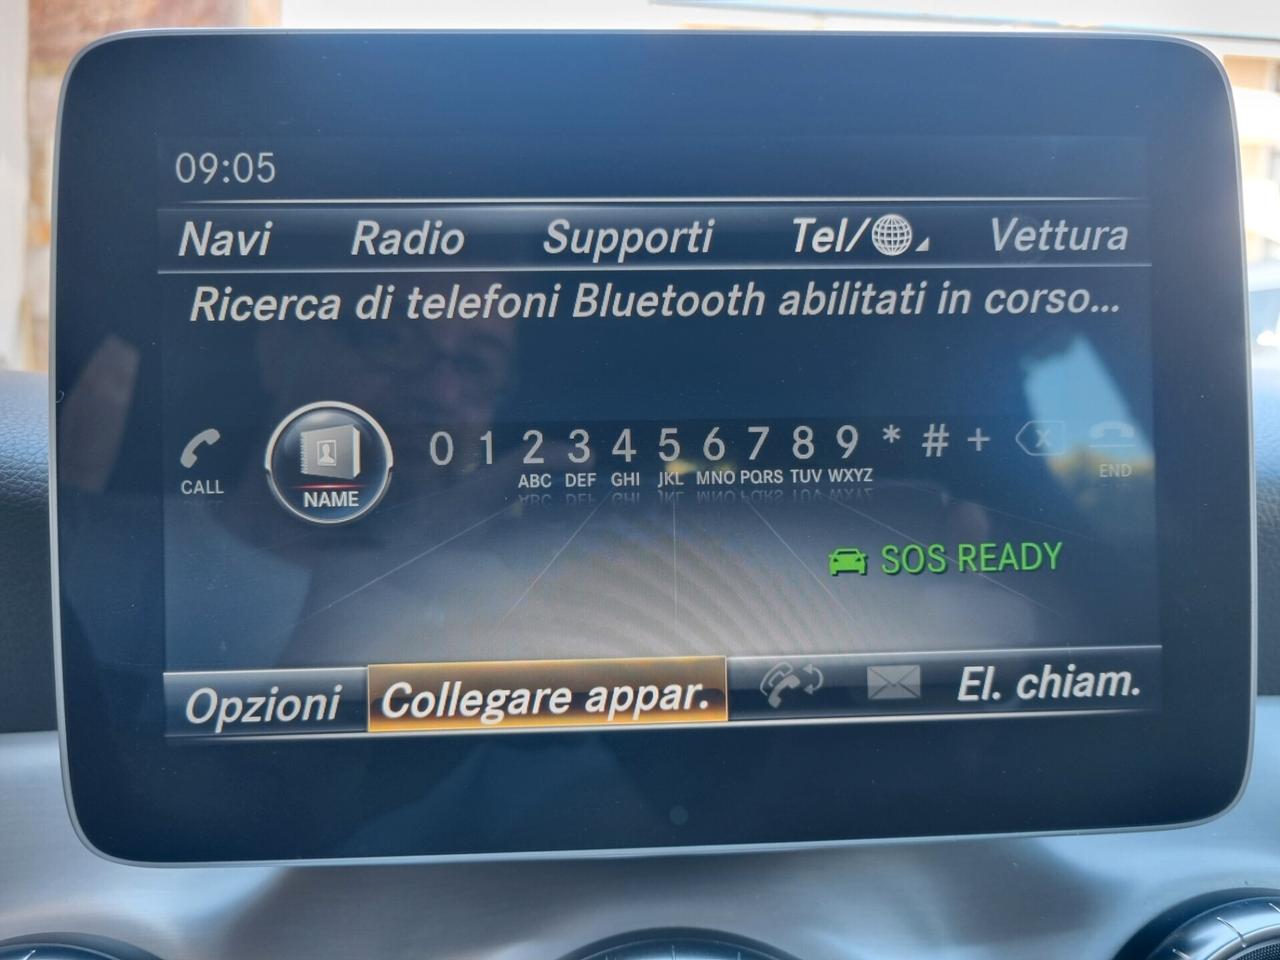 09:05
Navi Radio Supporti Tel/ Vettura
Ricerca di telefoni Bluetooth abilitati in corso...
0 1 2 3 4 5 6 7 8 9 * # + X
CALL NAME ABC DEF GHI JKL MNO PQRS TUV WXYZ END
SOS READY
Opzioni Collegare appar. El. chiam.